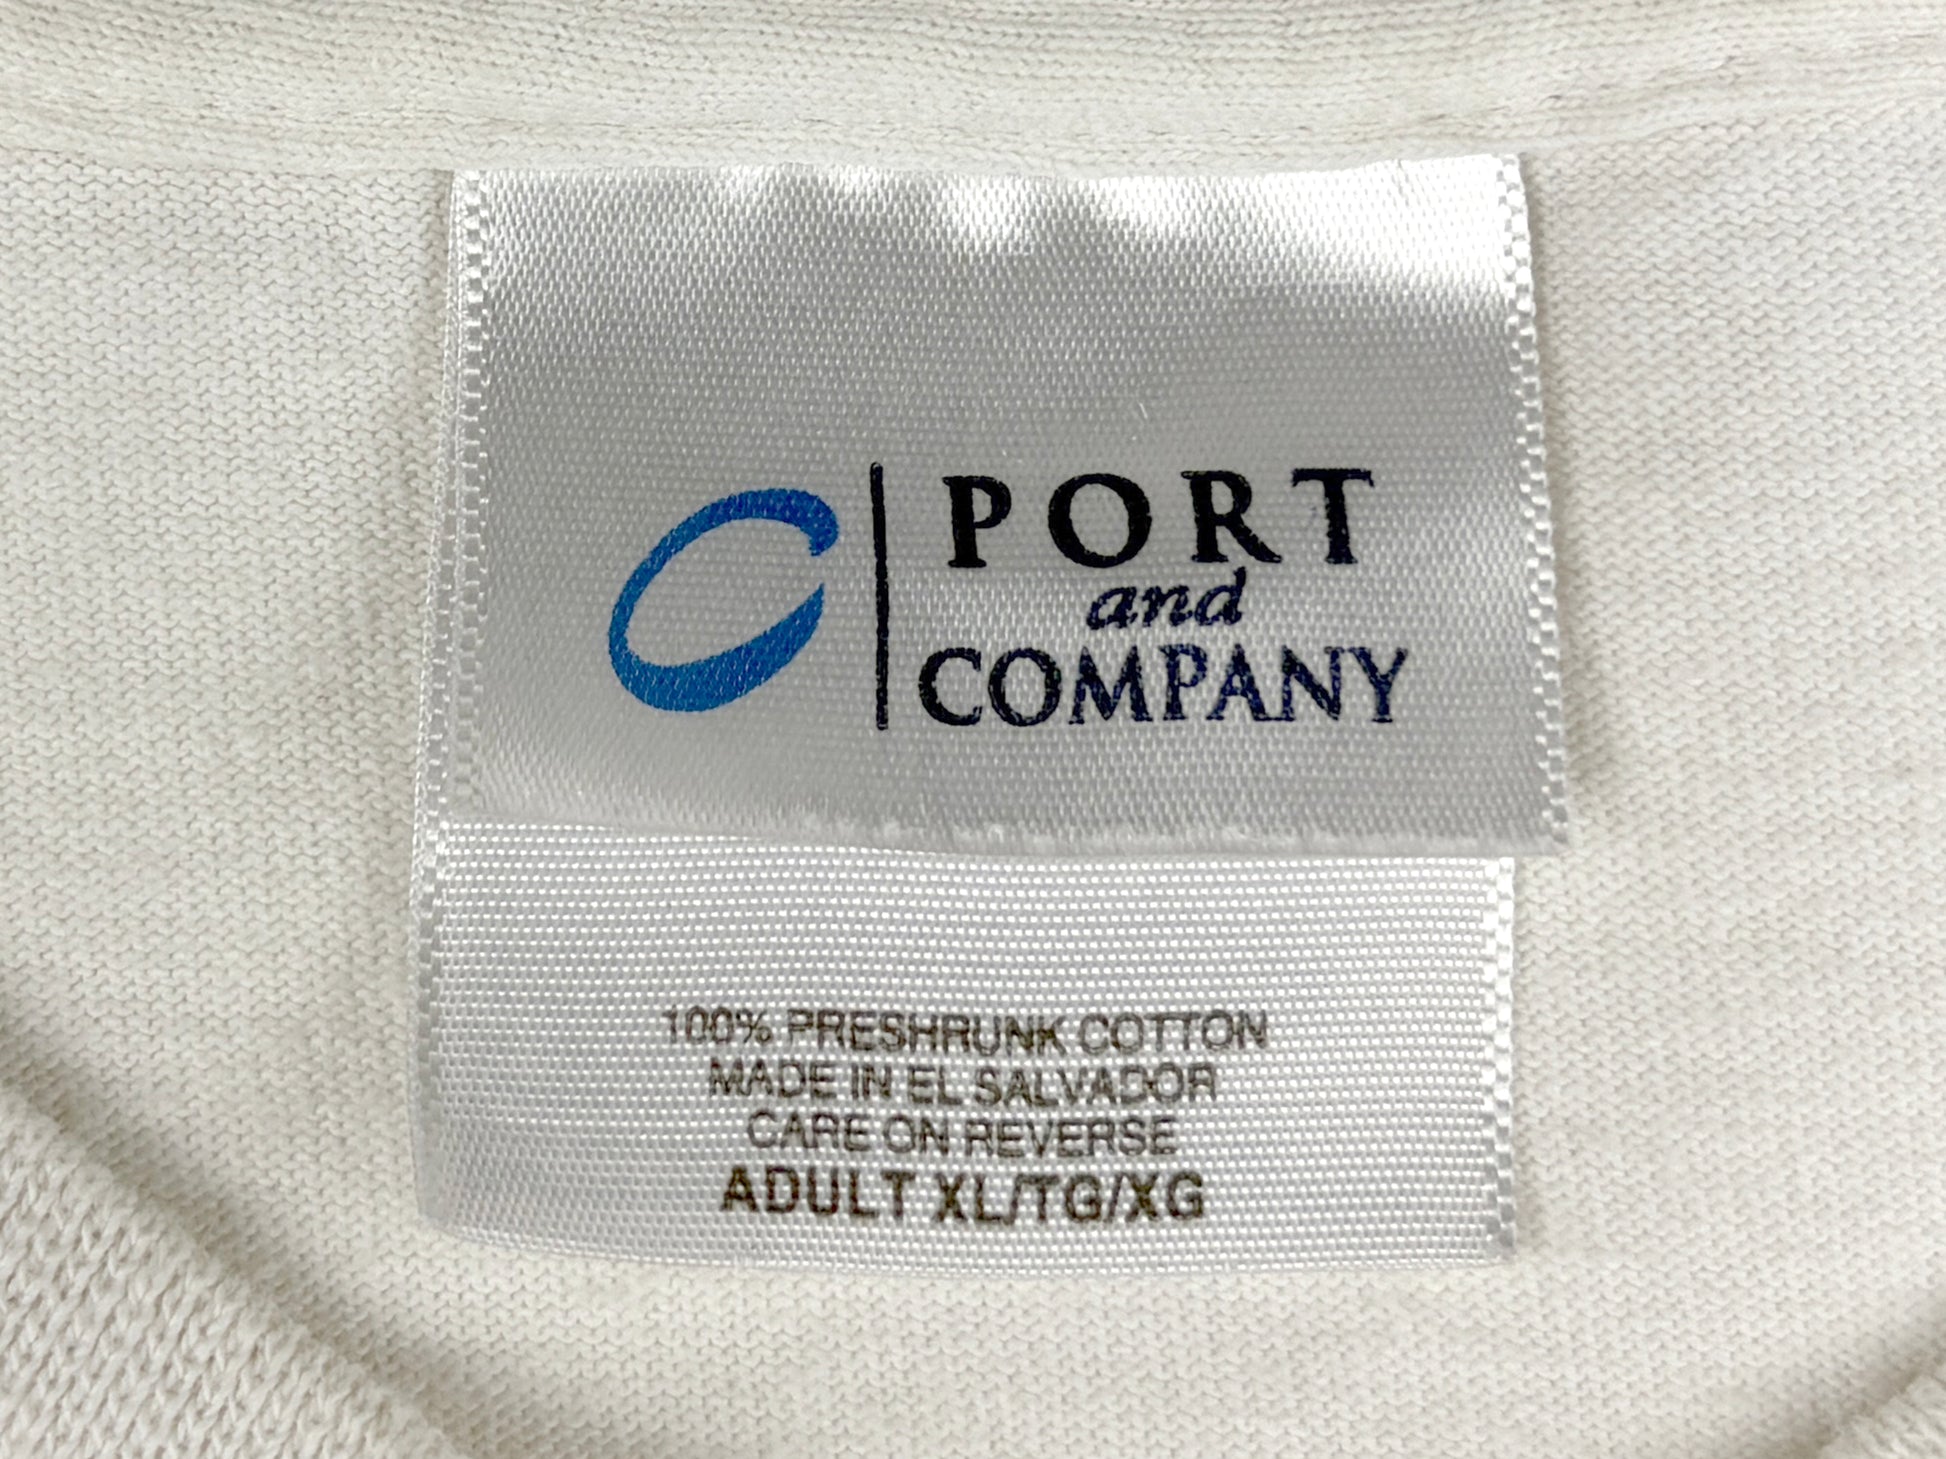 PORT
and
COMPANY
100% PRESHRUNK COTTON
MADE IN EL SALVADOR
CARE ON REVERSE
ADULT XL/TG/XG